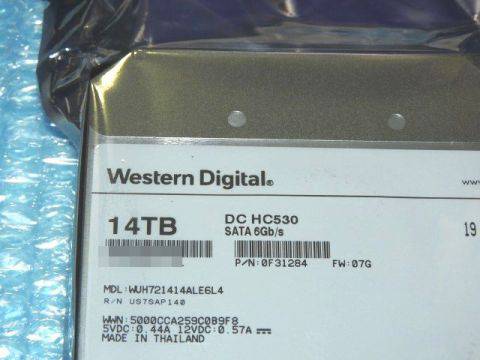 Western Digital®
www
14TB
DC HC530
SATA 6Gb/s
19
P/N:0F31284 FW:07G
MDL:WUH721414ALE6L4
R/N US7SAP140
WWN:5000CCA259C0B9F8
5VDC:0.44A 12VDC:0.57A
MADE IN THAILAND